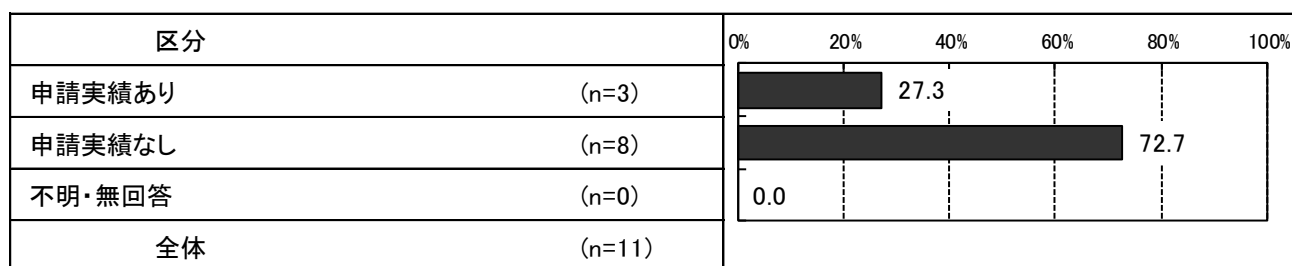 区分 0% 20% 40% 60% 80% 100%
申請実績あり (n=3) 27.3
申請実績なし (n=8) 72.7
不明・無回答 (n=0) 0.0
全体 (n=11)